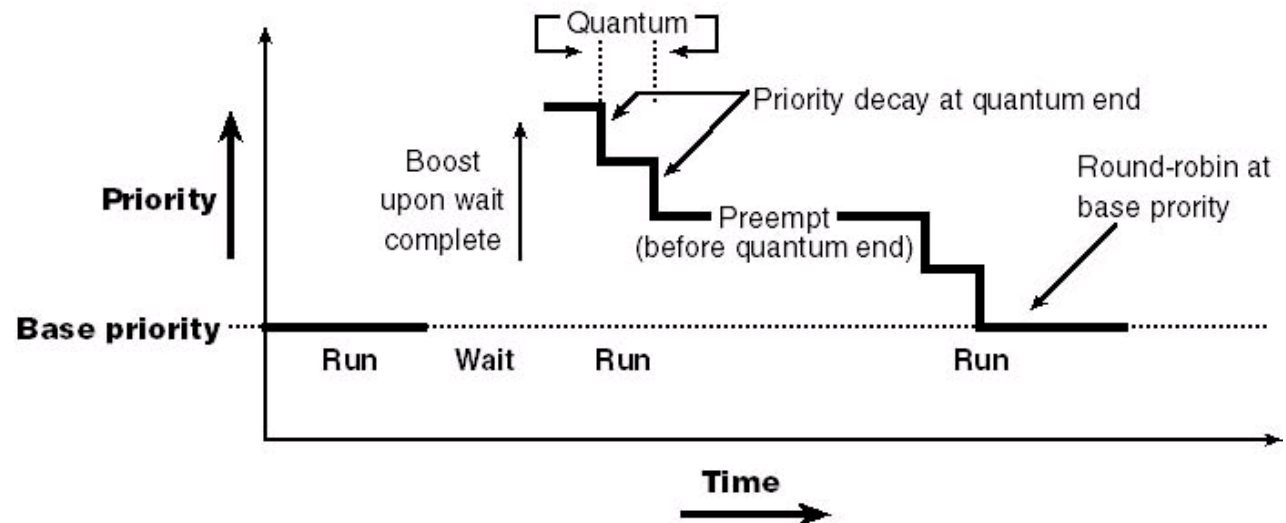 Quantum
Priority decay at quantum end
Boost
upon wait
complete
Priority
Round-robin at
base prority
Preempt
(before quantum end)
Base priority
Run
Wait
Run
Run
Time